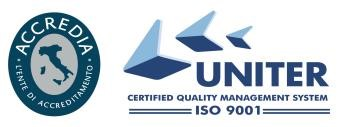 ACCREDIA
L'ENTE DI ACCREDITAMENTO
UNITER
CERTIFIED QUALITY MANAGEMENT SYSTEM
ISO 9001